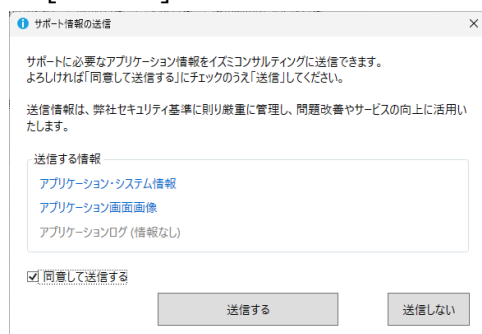 サポート情報の送信
サポートに必要なアプリケーション情報をイズミコンサルティングに送信できます。
よろしければ「同意して送信する」にチェックのうえ「送信」してください。
送信情報は、弊社セキュリティ基準に則り厳重に管理し、問題改善やサービスの向上に活用い
たします。
送信する情報
アプリケーション・システム情報
アプリケーション画面画像
アプリケーションログ (情報なし)
同意して送信する
送信する
送信しない